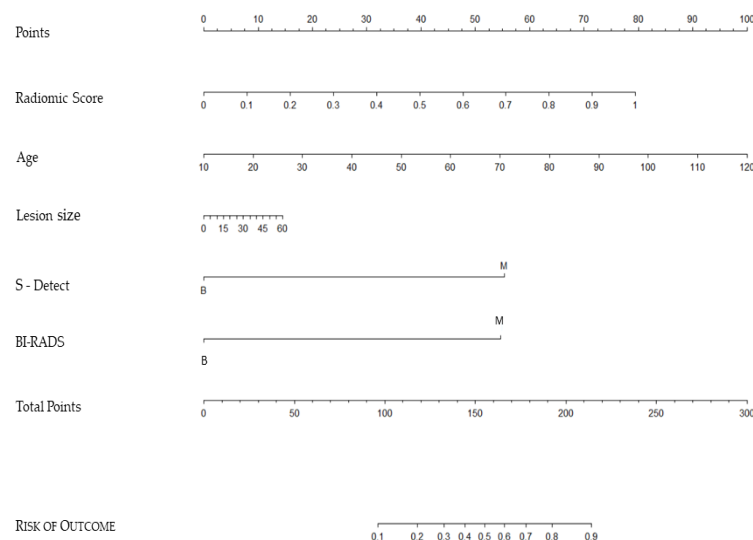 0 10 20 30 40 50 60 70 80 90 100
Points
Radiomic Score
0 0.1 0.2 0.3 0.4 0.5 0.6 0.7 0.8 0.9 1
Age
10 20 30 40 50 60 70 80 90 100 110 120
Lesion size
0 15 30 45 60
M
S - Detect
B
M
BI-RADS
B
Total Points
0 50 100 150 200 250 300
RISK OF OUTCOME
0.1 0.2 0.3 0.4 0.5 0.6 0.7 0.8 0.9